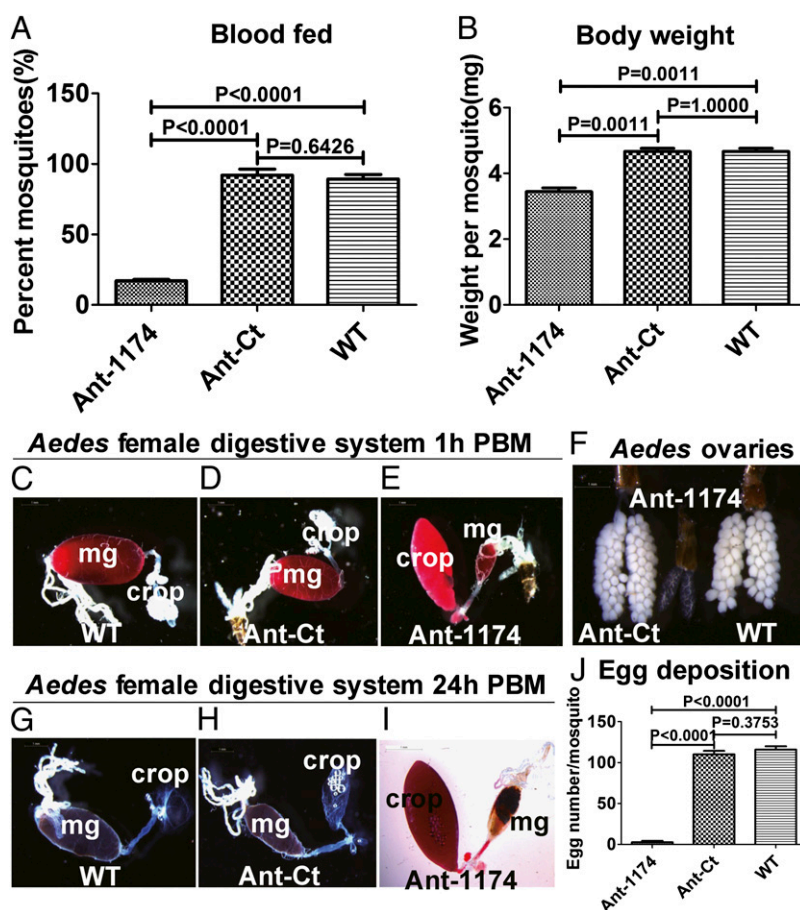 A
Blood fed
Percent mosquitoes(%)
150
100
50
0
P<0.0001
P<0.0001
P=0.6426
Ant-1174
Ant-Ct
WT
B
Body weight
Weight per mosquito(mg)
6
4
2
0
P=0.0011
P=1.0000
P=0.0011
Ant-1174
Ant-Ct
WT
Aedes female digestive system 1h PBM
C
mg
crop
WT
D
crop
mg
Ant-Ct
E
mg
crop
Ant-1174
F
Aedes ovaries
Ant-1174
Ant-Ct
WT
Aedes female digestive system 24h PBM
G
crop
mg
WT
H
crop
mg
Ant-Ct
I
crop
mg
Ant-1174
J
Egg deposition
Egg number/mosquito
150
100
50
0
P<0.0001
P=0.3753
P<0.0001
Ant-1174
Ant-Ct
WT